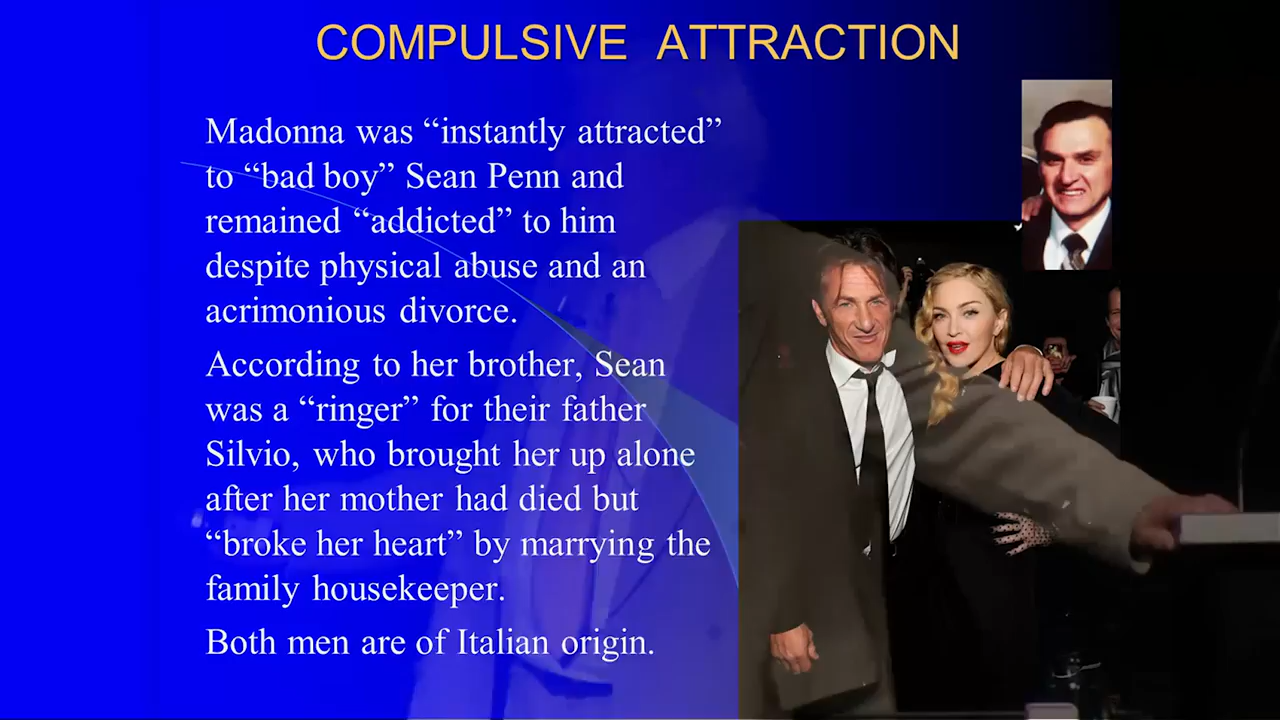 COMPULSIVE ATTRACTION
Madonna was “instantly attracted”
to “bad boy” Sean Penn and
remained “addicted” to him
despite physical abuse and an
acrimonious divorce.
According to her brother, Sean
was a “ringer” for their father
Silvio, who brought her up alone
after her mother had died but
“broke her heart” by marrying the
family housekeeper.
Both men are of Italian origin.